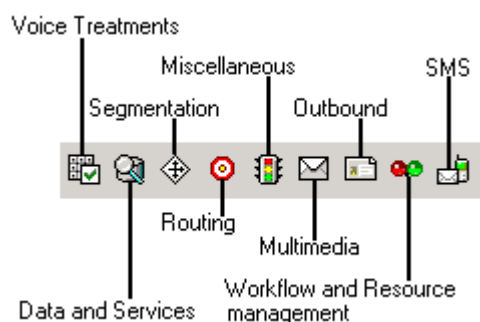 Voice Treatments
Miscellaneous
SMS
Segmentation
Outbound
Routing
Multimedia
Data and Services
Workflow and Resource
management